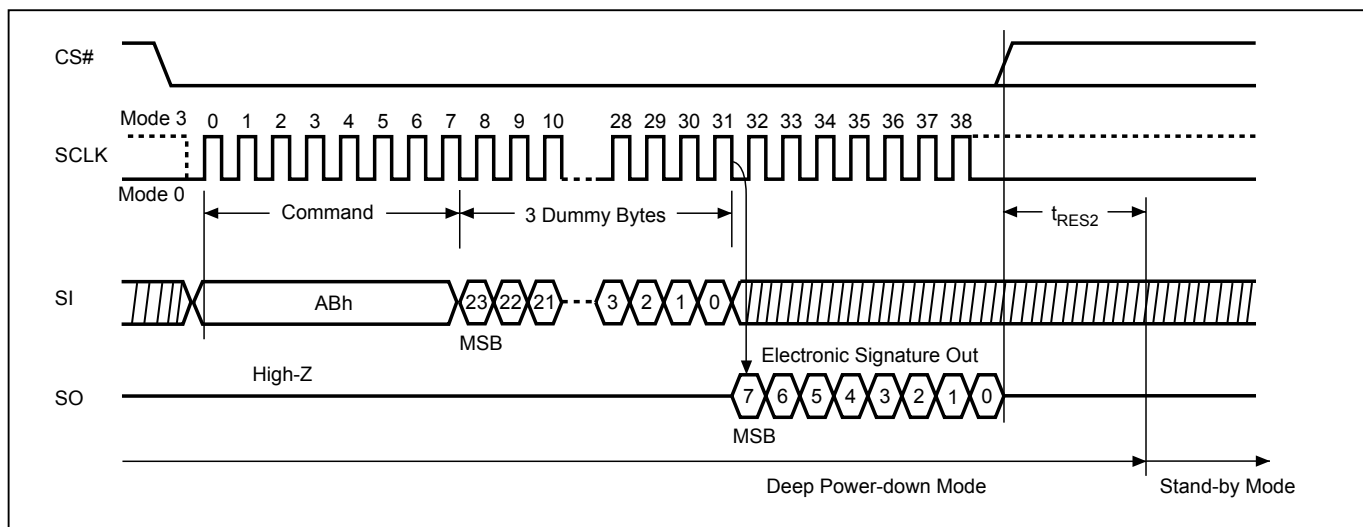 CS#
Mode 3 0 1 2 3 4 5 6 7 8 9 10 28 29 30 31 32 33 34 35 36 37 38
SCLK
Mode 0
Command 3 Dummy Bytes tRES2
SI ABh 23 22 21 3 2 1 0
MSB
High-Z Electronic Signature Out
SO 7 6 5 4 3 2 1 0
MSB
Deep Power-down Mode Stand-by Mode